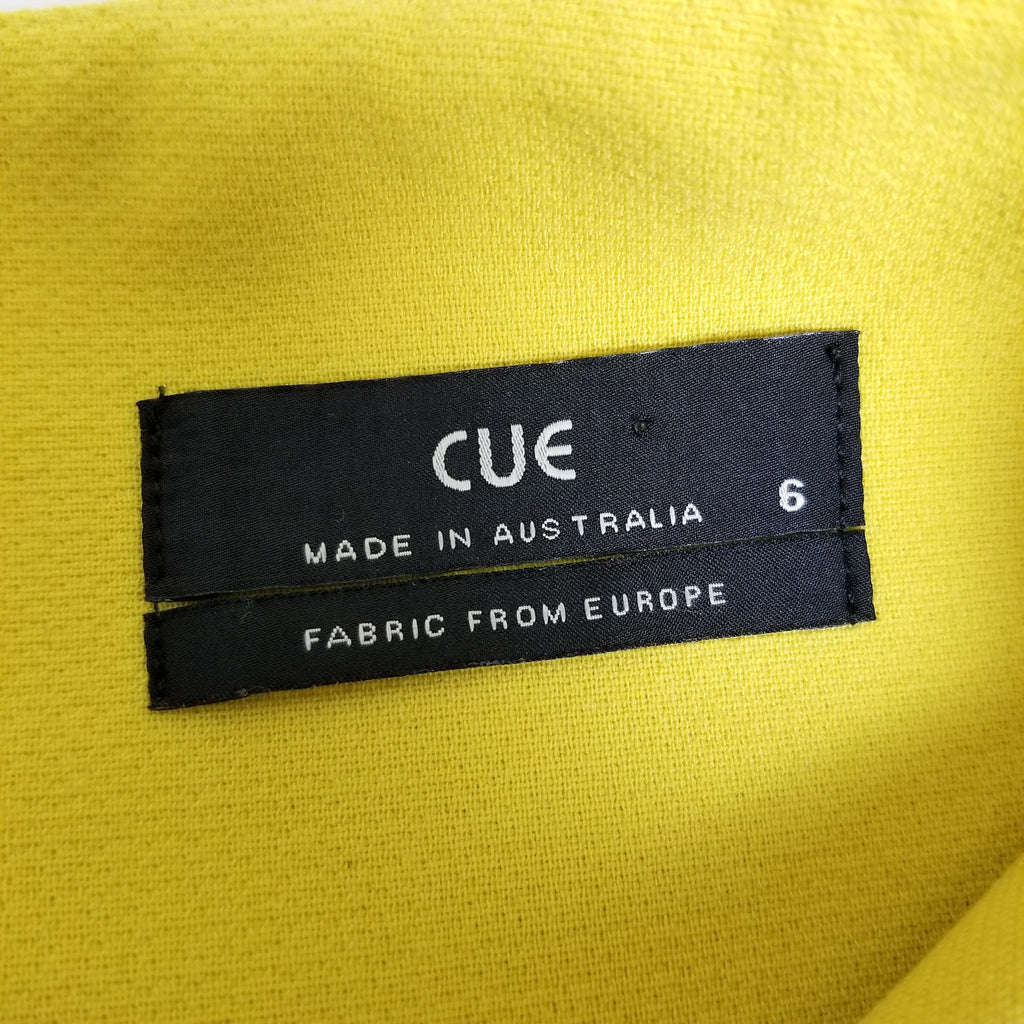 CUE
6
MADE IN AUSTRALIA
FABRIC FROM EUROPE